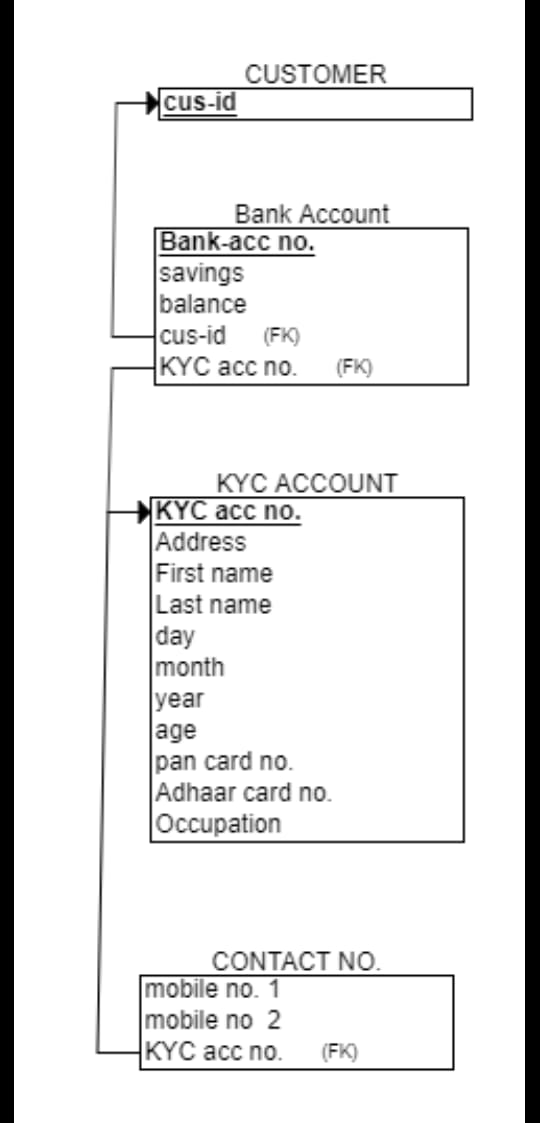 CUSTOMER
cus-id
Bank Account
Bank-acc no.
savings
balance
cus-id (FK)
KYC acc no. (FK)
KYC ACCOUNT
KYC acc no.
Address
First name
Last name
day
month
year
age
pan card no.
Adhaar card no.
Occupation
CONTACT NO.
mobile no. 1
mobile no 2
KYC acc no. (FK)